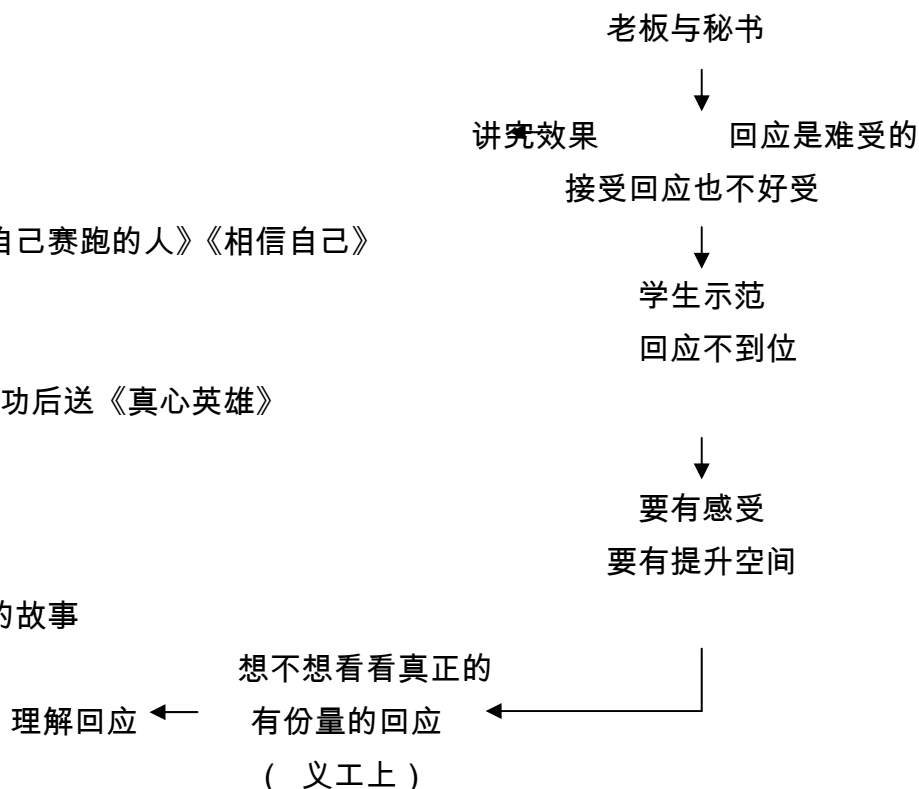 老板与秘书
讲究效果 回应是难受的
接受回应也不好受
自己赛跑的人》《相信自己》
学生示范
回应不到位
功后送《真心英雄》
要有感受
要有提升空间
的故事
想不想看看真正的
理解回应 有份量的回应
( 义工上 )